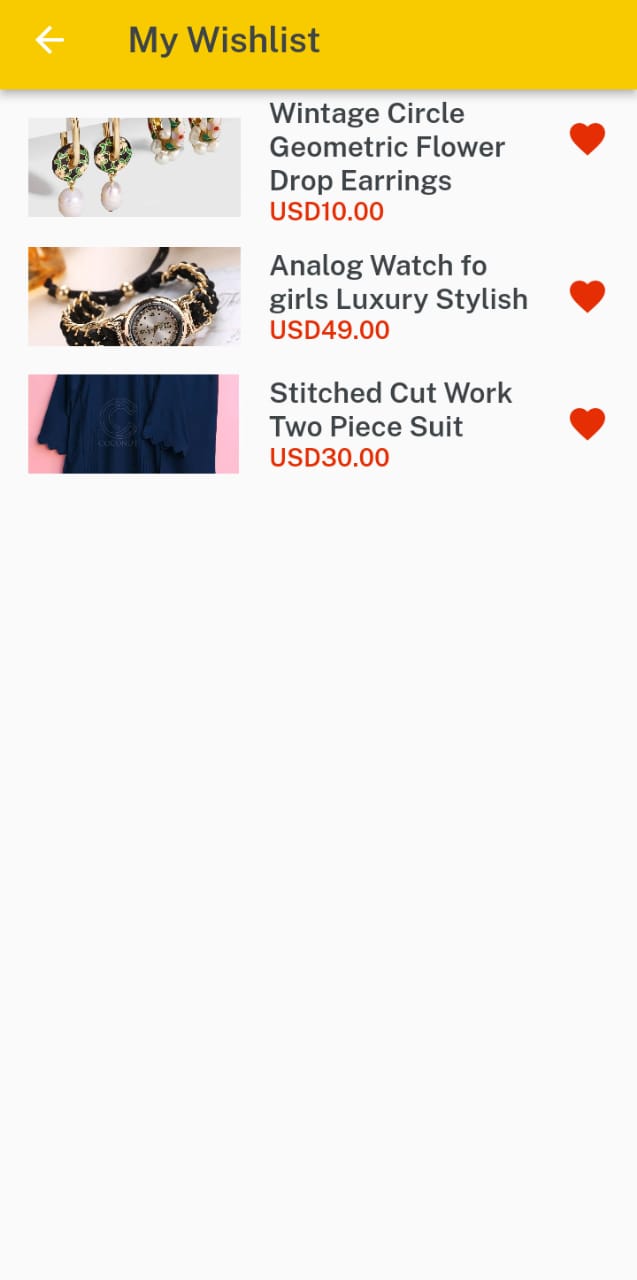 My Wishlist
Wintage Circle
Geometric Flower
Drop Earrings
USD10.00
Analog Watch fo
girls Luxury Stylish
USD49.00
Stitched Cut Work
Two Piece Suit
USD30.00